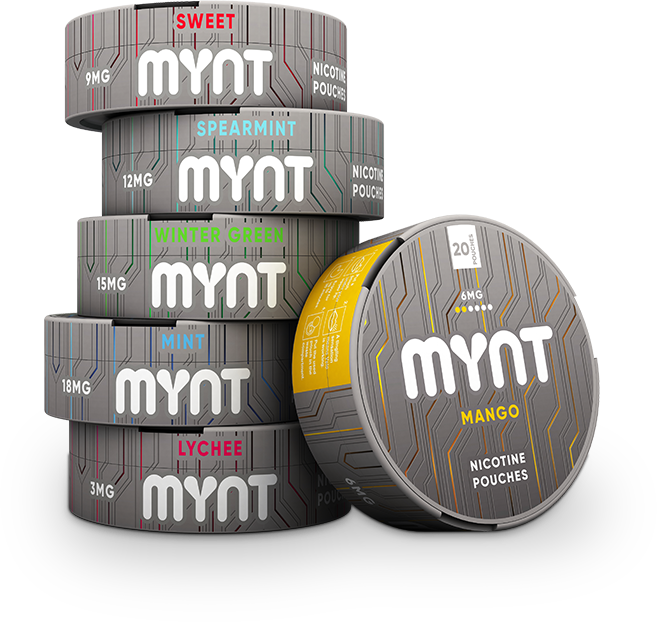 SWEET
9MG
MYNT
NICOTINE
POUCHES
SPEARMINT
12MG
MYNT
NICOTINE
POUCHES
WINTER GREEN
15MG
MYNT
MINT
18MG
MYNT
LYCHEE
3MG
MYNT
20
POUCHES
6MG
MYNT
MANGO
NICOTINE
POUCHES
6MG